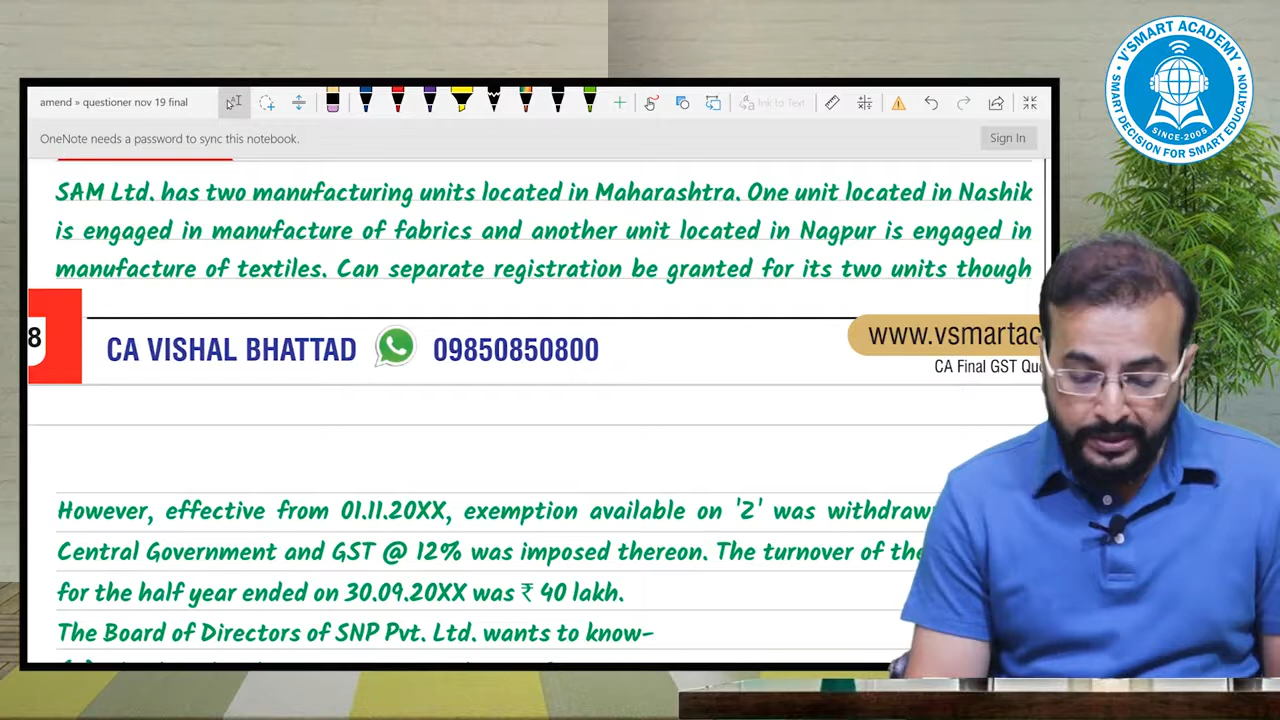 V'SMART ACADEMY
SMART DECISION FOR SMART EDUCATION
SINCE-2005
amend » questioner nov 19 final
Ink to Text
OneNote needs a password to sync this notebook.
Sign In
SAM Ltd. has two manufacturing units located in Maharashtra. One unit located in Nashik
is engaged in manufacture of fabrics and another unit located in Nagpur is engaged in
manufacture of textiles. Can separate registration be granted for its two units though
8
CA VISHAL BHATTAD
09850850800
www.vsmartac
CA Final GST Qu
However, effective from 01.11.20XX, exemption available on 'Z' was withdraw
Central Government and GST @ 12% was imposed thereon. The turnover of the
for the half year ended on 30.09.20XX was ₹ 40 lakh.
The Board of Directors of SNP Pvt. Ltd. wants to know-